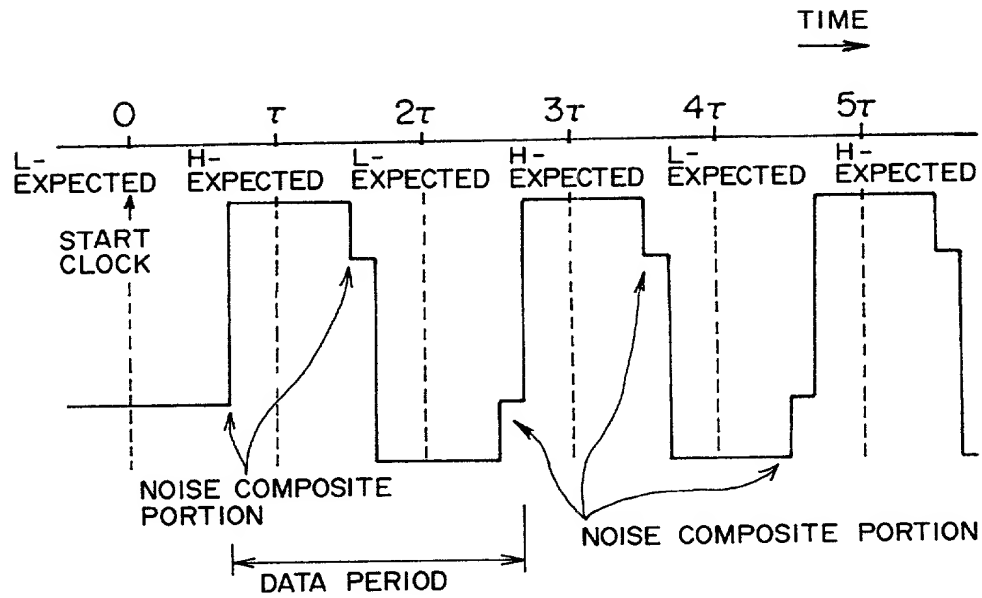 TIME
0 τ 2τ 3τ 4τ 5τ
L- H- L- H- L- H-
EXPECTED EXPECTED EXPECTED EXPECTED EXPECTED EXPECTED
START
CLOCK
NOISE COMPOSITE
PORTION
NOISE COMPOSITE PORTION
DATA PERIOD